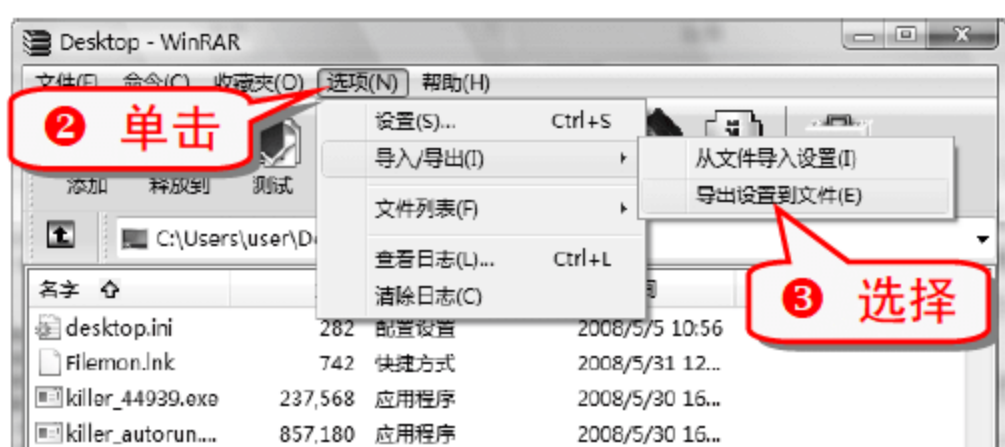 Desktop - WinRAR
文件(F) 命令(C) 收藏夹(O) 选项(N) 帮助(H)
❷ 单击
设置(S)... Ctrl+S
导入/导出(I)
从文件导入设置(I)
添加 释放到 测试
导出设置到文件(E)
文件列表(F)
C:\Users\user\D
查看日志(L)... Ctrl+L
❸ 选择
名字
清除日志(C)
desktop.ini 282 配置设置 2008/5/5 10:56
Filemon.lnk 742 快捷方式 2008/5/31 12...
killer_44939.exe 237,568 应用程序 2008/5/30 16...
killer_autorun.... 857,180 应用程序 2008/5/30 16...